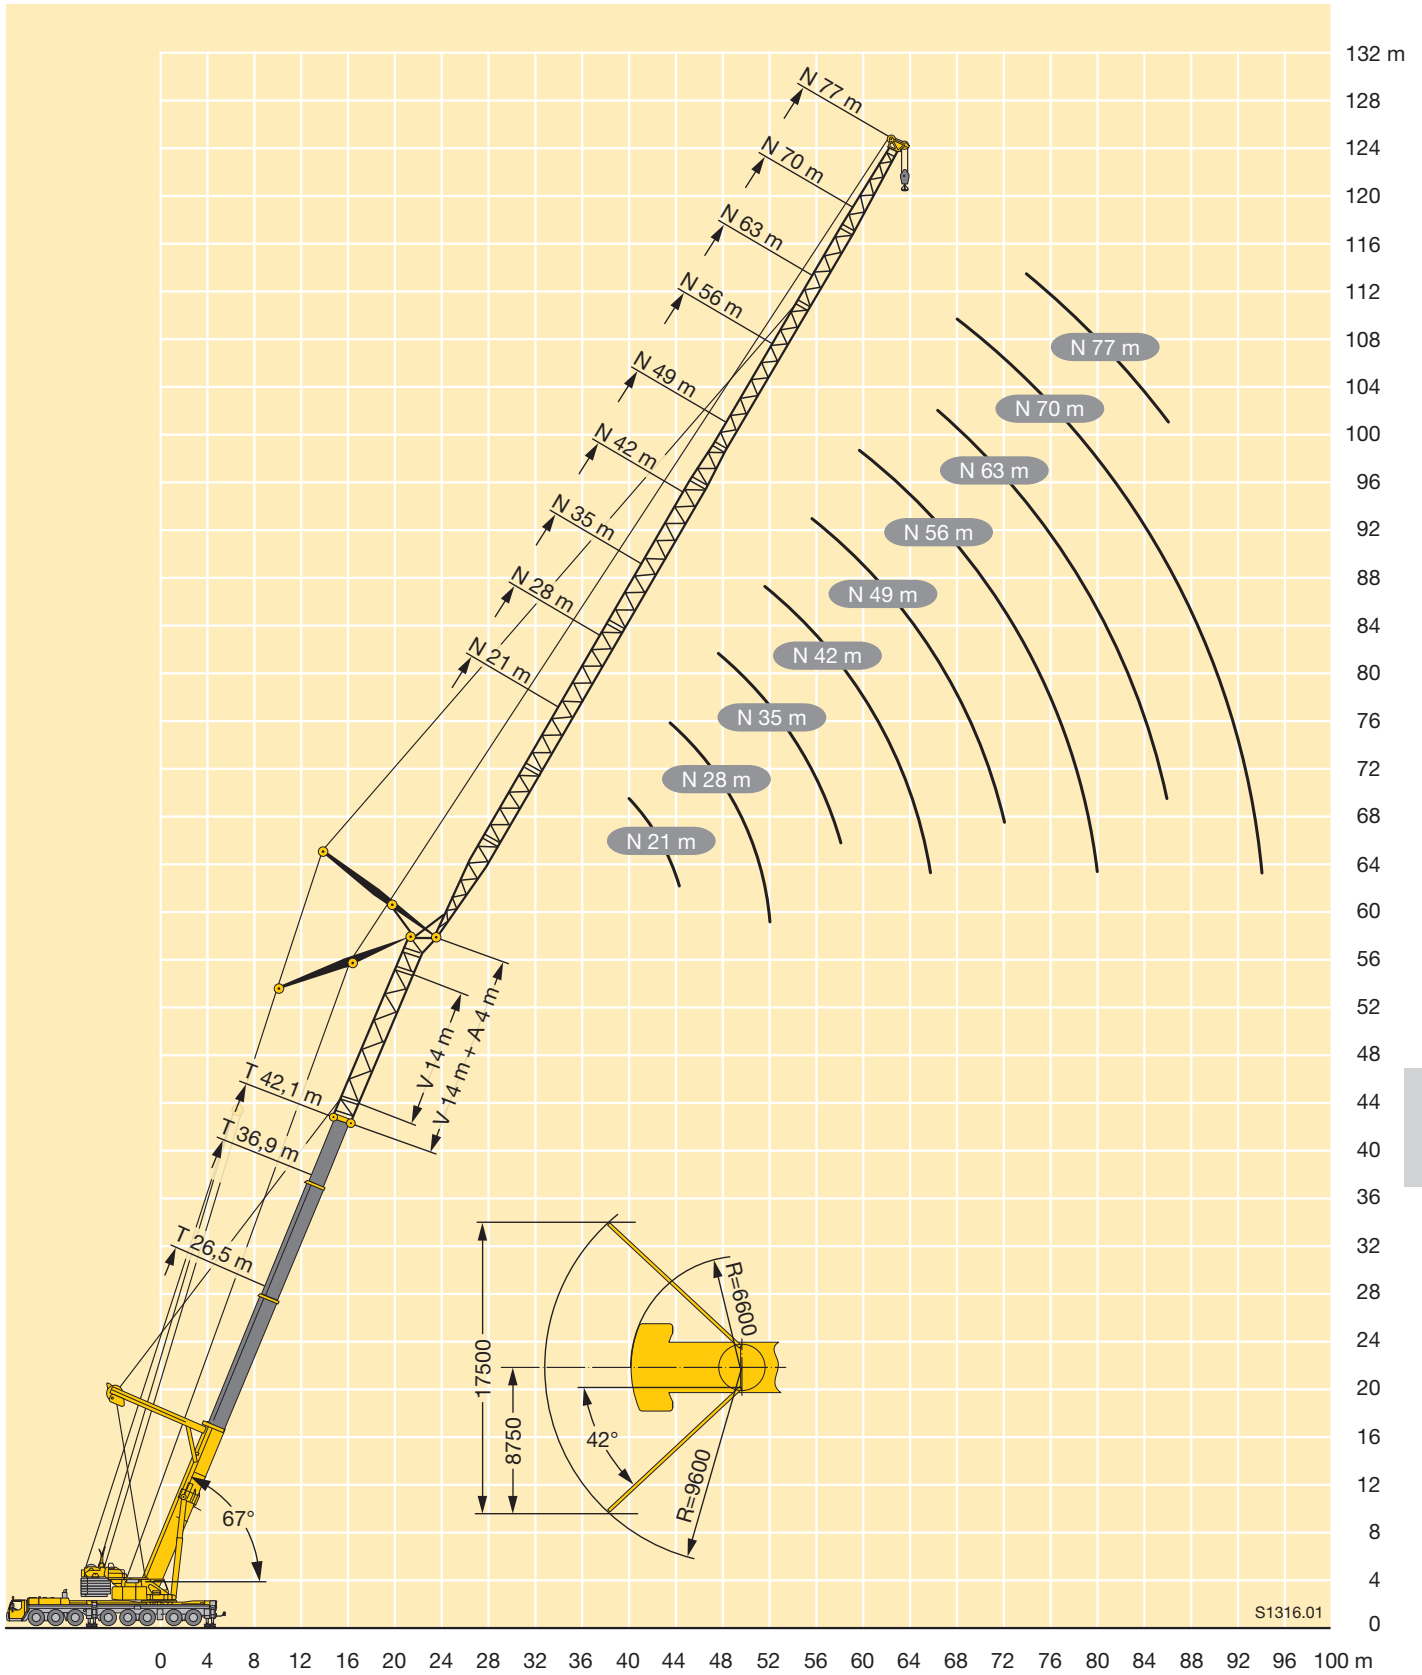 132 m
128
124
120
116
112
108
104
100
96
92
88
84
80
76
72
68
64
60
56
52
48
44
40
36
32
28
24
20
16
12
8
4
0
N 77 m
N 70 m
N 63 m
N 56 m
N 49 m
N 42 m
N 35 m
N 28 m
N 21 m
N 77 m
N 70 m
N 63 m
N 56 m
N 49 m
N 42 m
N 35 m
N 28 m
N 21 m
V 14 m
V 14 m + A 4 m
T 42,1 m
T 36,9 m
T 26,5 m
67°
17500
8750
42°
R=6600
R=9600
S1316.01
0 4 8 12 16 20 24 28 32 36 40 44 48 52 56 60 64 68 72 76 80 84 88 92 96 100 m